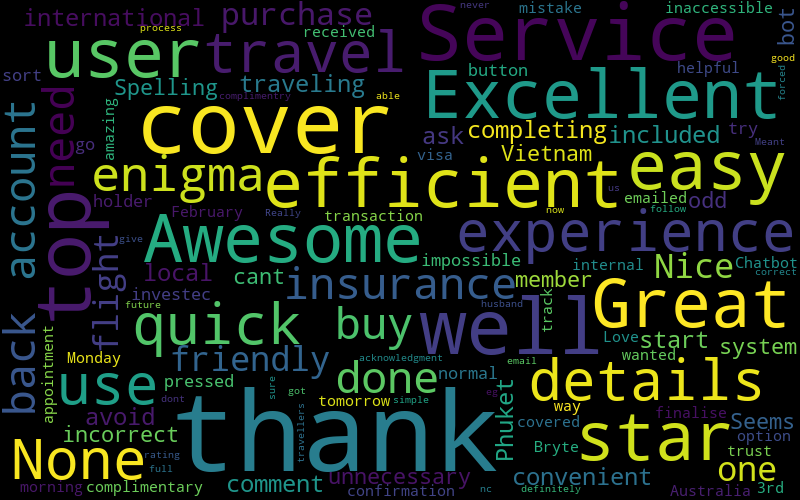 international
purchase
process
received
never
mistake
inaccessible
bot
user
travel
Service
good
sort
Spelling
traveling
button
helpful
forced
Excellent
complimentry
able
account
need
amazing
cover
ask
completing
included
try
go
visa
Vietnam
Meant
enigma
efficient
easy
holder
emailed
odd
us
February
Really
transaction
now
follow
top
flight
give
Awesome
experience
impossible
internal
Nice
Chatbot
correct
local
cant
insurance
member
investec
future
track
husband
Great
back
quick
buy
well
Love
start
system
appointment
Monday
friendly
acknowledgment
email
wanted
use
pressed
sure
got
done
normal
details
eg
dont
travellers
tomorrow
simple
Phuket
way
finalise
avoid
thank
covered
star
Seems
incorrect
option
Bryte
trust
None
rating
full
unnecessary
convenient
one
morning
complimentary
comment
confirmation
nc
definitely
Australia
3rd